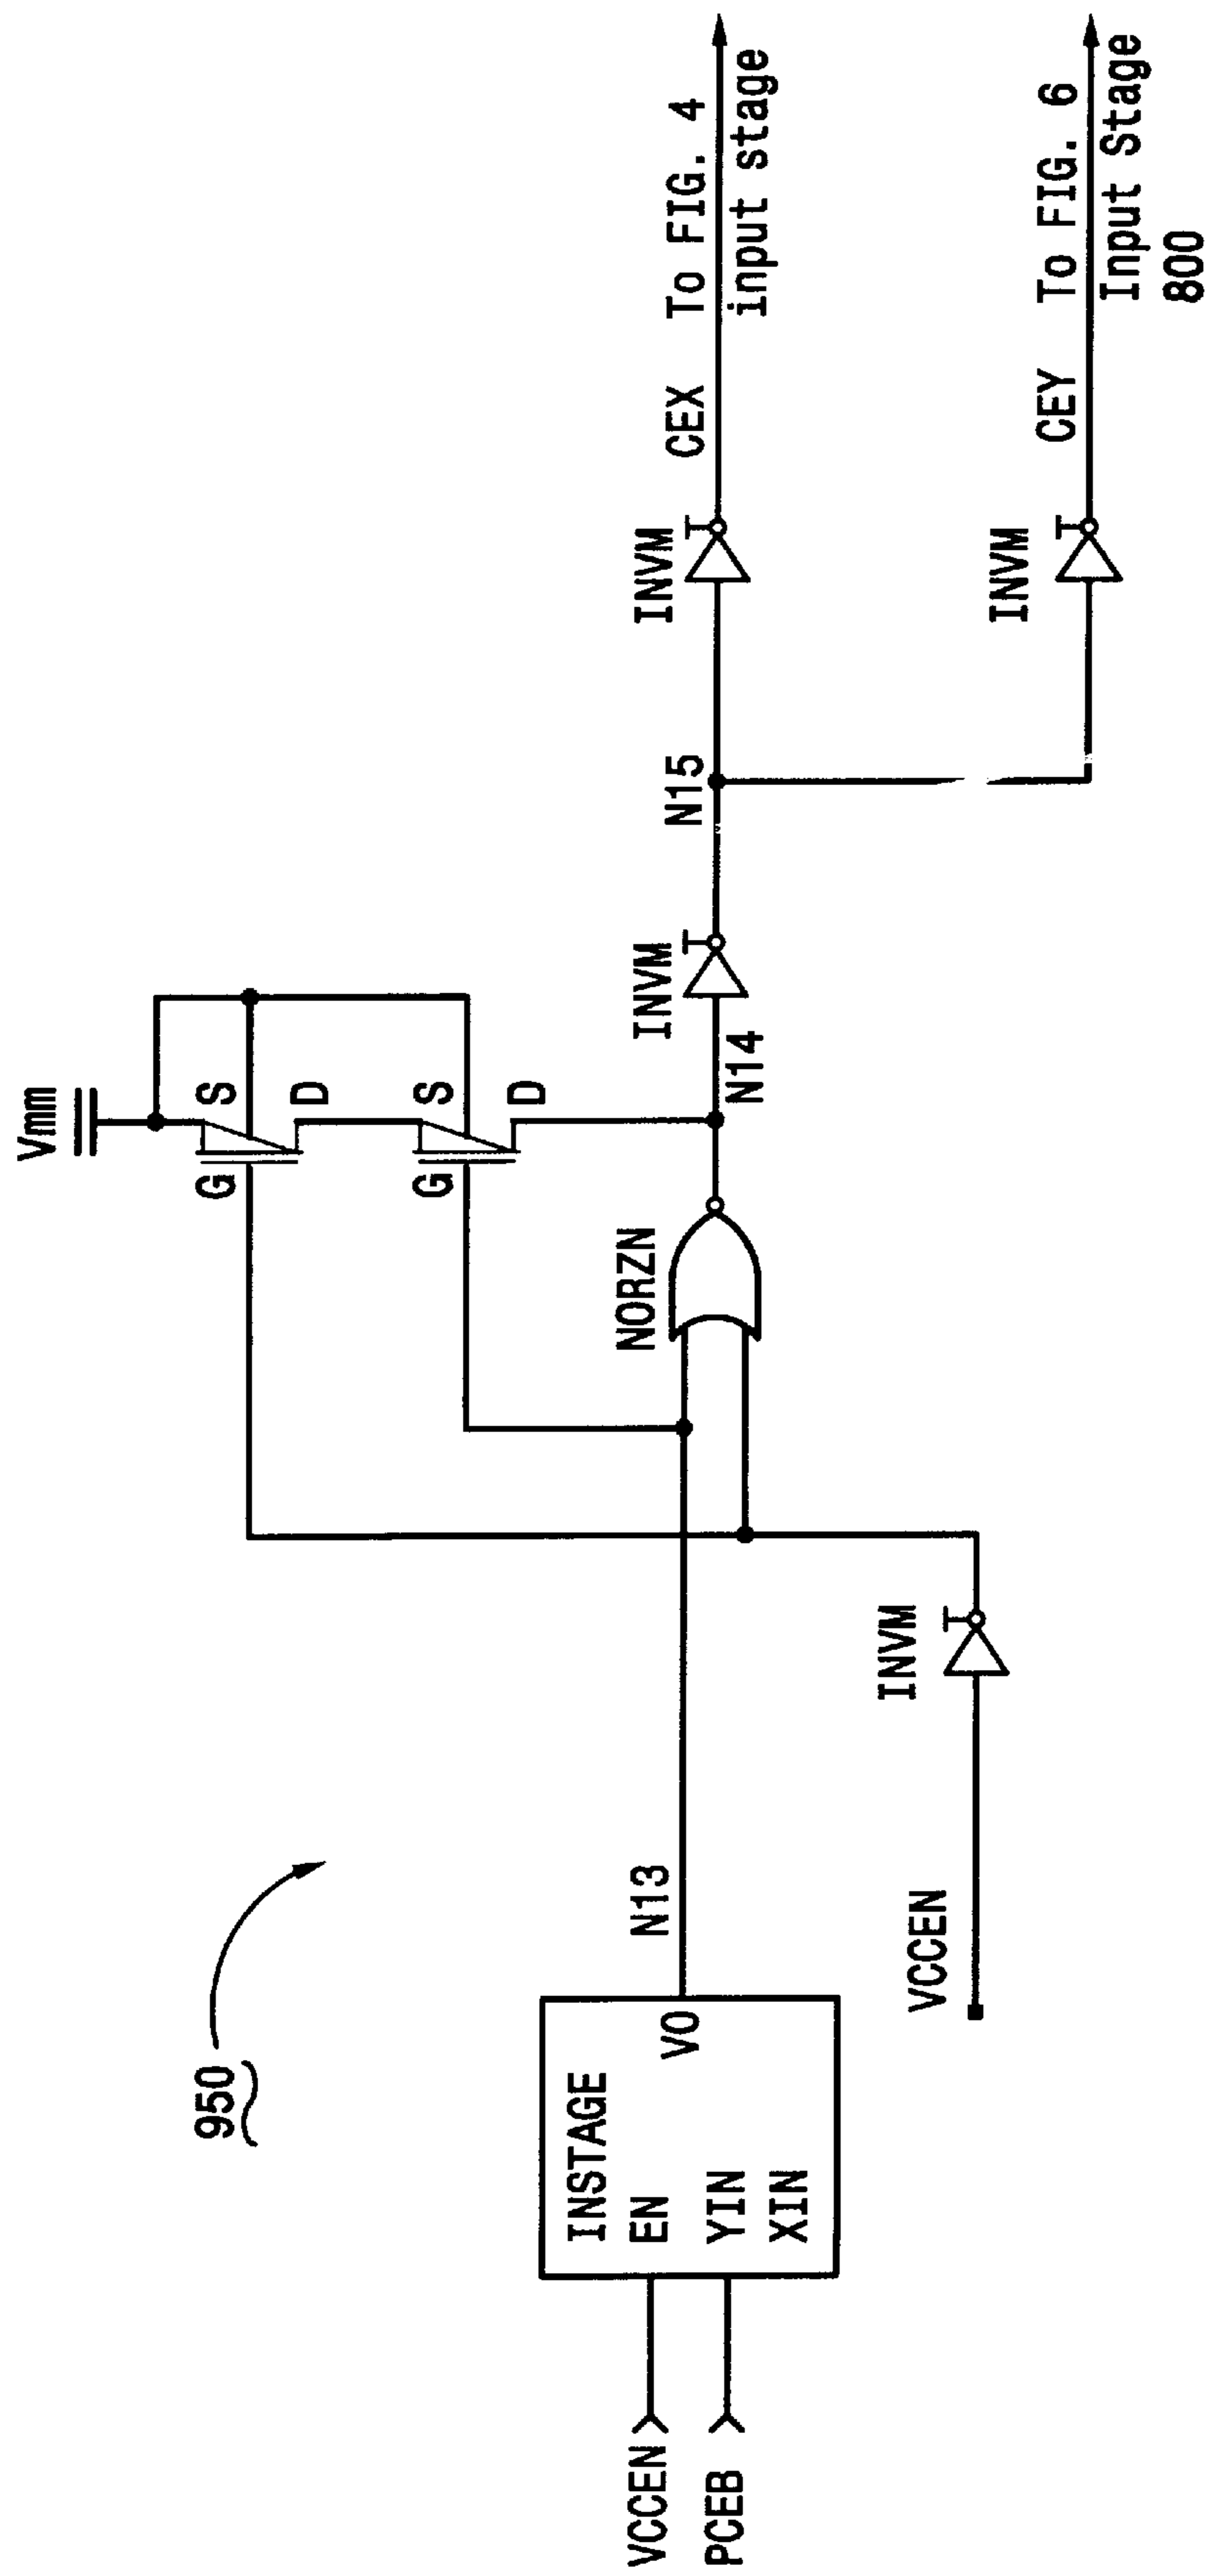 950
Vmm
S
G
D
S
G
D
VCCEN
PCEB
INSTAGE
EN
YIN
XIN
VO
N13
NORZN
N14
INVM
N15
INVM
CEX To FIG. 4
input stage
VCCEN
INVM
INVM
CEY To FIG. 6
Input Stage
800